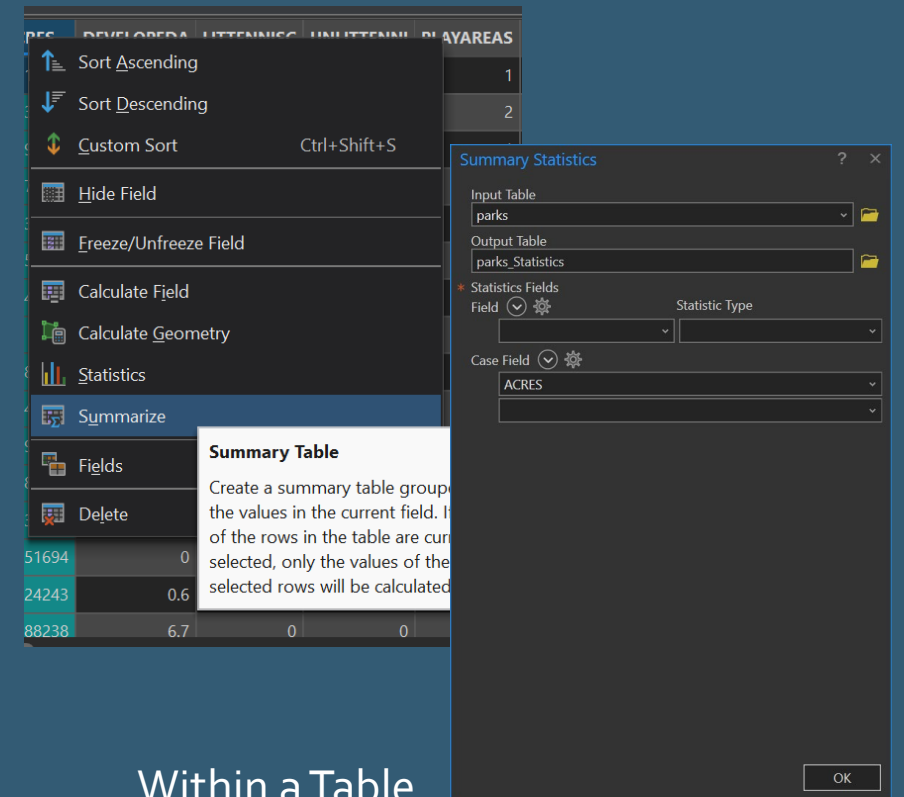 PLAYAREAS
Sort Ascending
1
Sort Descending
2
Custom Sort Ctrl+Shift+S
Hide Field
Freeze/Unfreeze Field
Calculate Field
Calculate Geometry
Statistics
Summarize
Fields
Delete
Summary Table
Create a summary table
the values in the current field.
of the rows in the table are
selected, only the values of the
selected rows will be calculated
51694 0
24243 0.6
88238 6.7 0 0
Summary Statistics ? ×
Input Table
parks
Output Table
parks_Statistics
* Statistics Fields
Field Statistic Type
Case Field
ACRES
OK
Within a Table